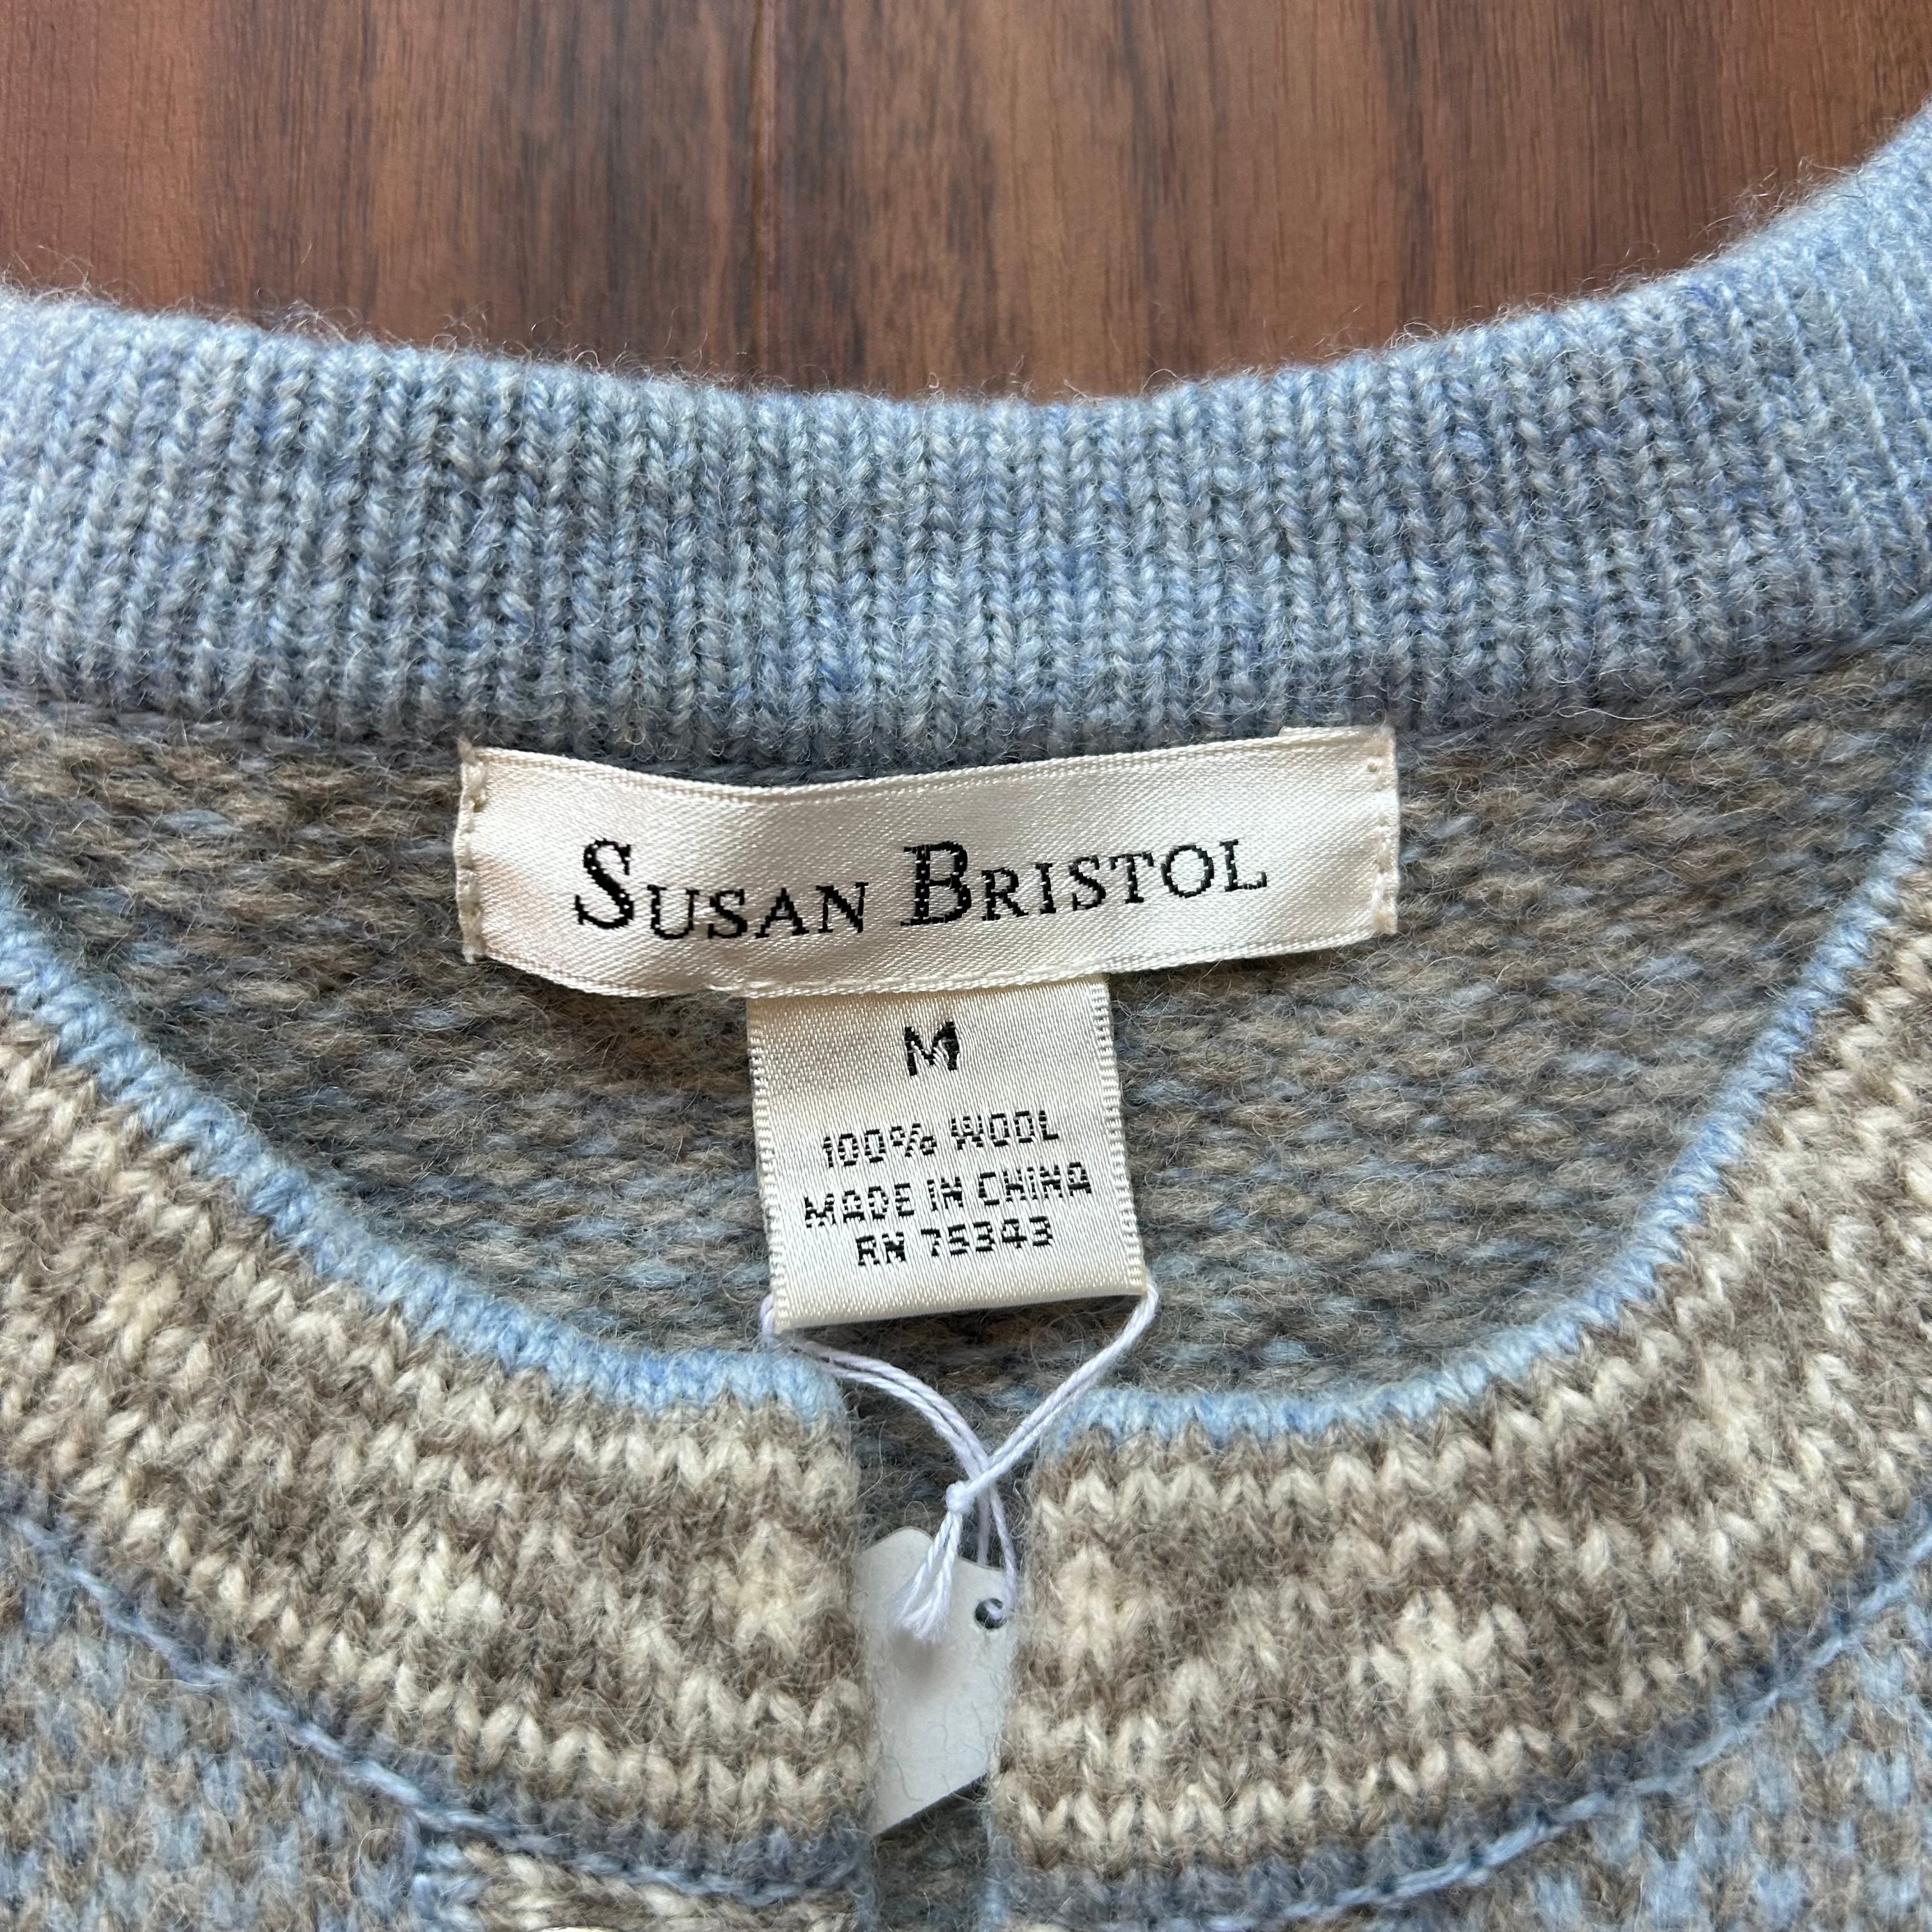 SUSAN BRISTOL
M
100% WOOL
MADE IN CHINA
RN 75343